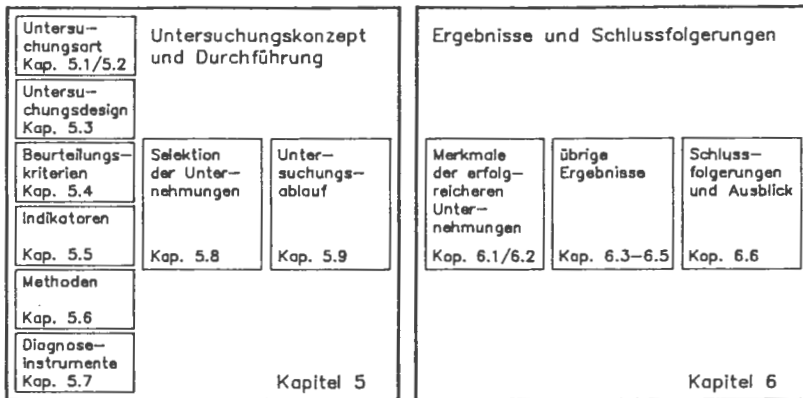 Untersu-
chungsart
Kap. 5.1/5.2
Untersuchungskonzept
und Durchführung
Untersu-
chungsdesign
Kap. 5.3
Beurteilungs-
kriterien
Kap. 5.4
Indikatoren
Kap. 5.5
Methoden
Kap. 5.6
Diagnose-
instrumente
Kap. 5.7
Selektion
der Unter-
nehmungen
Kap. 5.8
Unter-
suchungs-
ablauf
Kap. 5.9
Kapitel 5
Ergebnisse und Schlussfolgerungen
Merkmale
der erfolg-
reicheren
Unter-
nehmungen
Kap. 6.1/6.2
übrige
Ergebnisse
Kap. 6.3-6.5
Schluss-
folgerungen
und Ausblick
Kap. 6.6
Kapitel 6